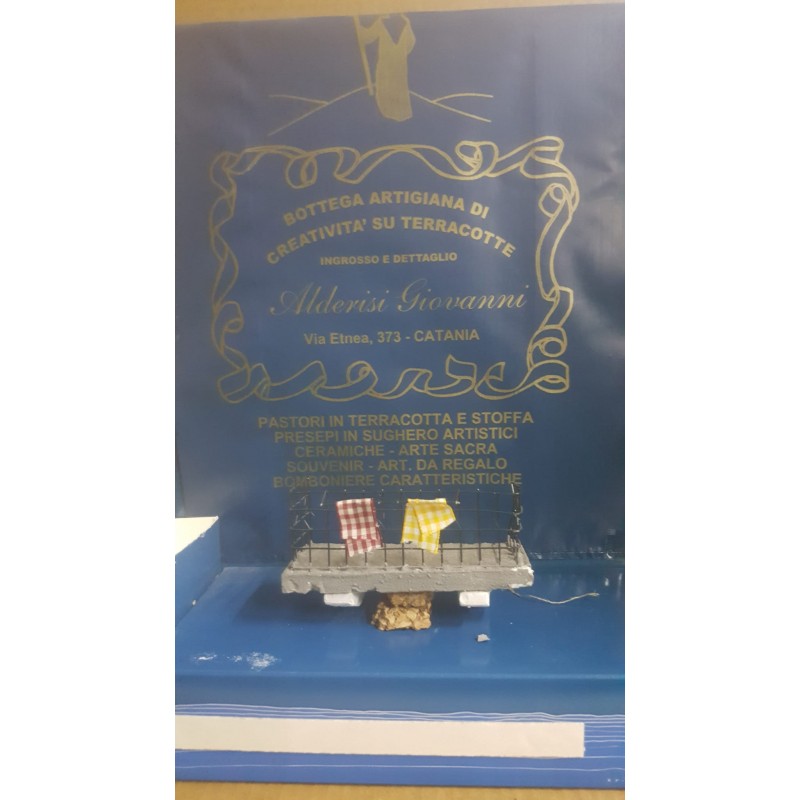 BOTTEGA ARTIGIANA DI
CREATIVITA' SU TERRACOTTE
INGROSSO E DETTAGLIO
Alderisi Giovanni
Via Etnea, 373 - CATANIA
PASTORI IN TERRACOTTA E STOFFA
PRESEPI IN SUGHERO ARTISTICI
CERAMICHE - ARTE SACRA
SOUVENIR - ART. DA REGALO
BOMBONIERE CARATTERISTICHE